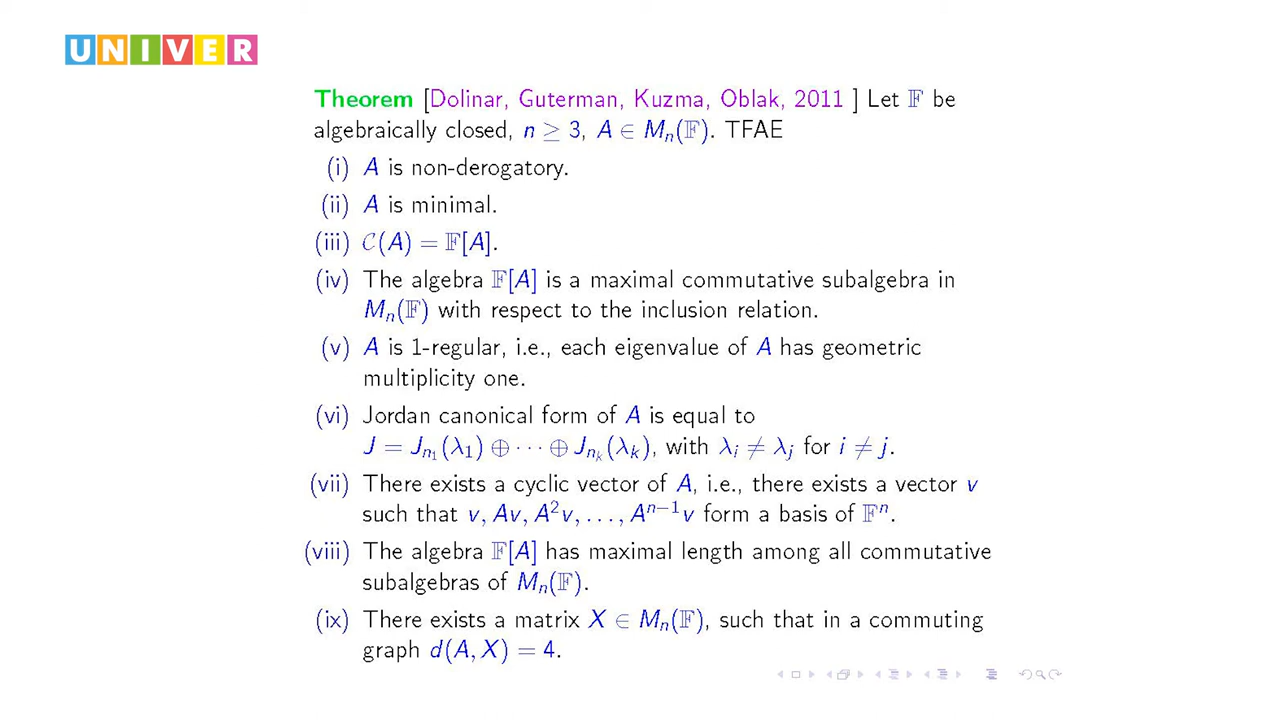 UNIVER
Theorem [Dolinar, Guterman, Kuzma, Oblak, 2011 ] Let 𝔽 be
algebraically closed, n ≥ 3, A ∈ Mₙ(𝔽). TFAE
(i) A is non-derogatory.
(ii) A is minimal.
(iii) 𝒞(A) = 𝔽[A].
(iv) The algebra 𝔽[A] is a maximal commutative subalgebra in
Mₙ(𝔽) with respect to the inclusion relation.
(v) A is 1-regular, i.e., each eigenvalue of A has geometric
multiplicity one.
(vi) Jordan canonical form of A is equal to
J = J_{n₁}(λ₁) ⊕ ··· ⊕ J_{nₖ}(λₖ), with λᵢ ≠ λⱼ for i ≠ j.
(vii) There exists a cyclic vector of A, i.e., there exists a vector v
such that v, Av, A²v, . . . , Aⁿ⁻¹v form a basis of 𝔽ⁿ.
(viii) The algebra 𝔽[A] has maximal length among all commutative
subalgebras of Mₙ(𝔽).
(ix) There exists a matrix X ∈ Mₙ(𝔽), such that in a commuting
graph d(A, X) = 4.